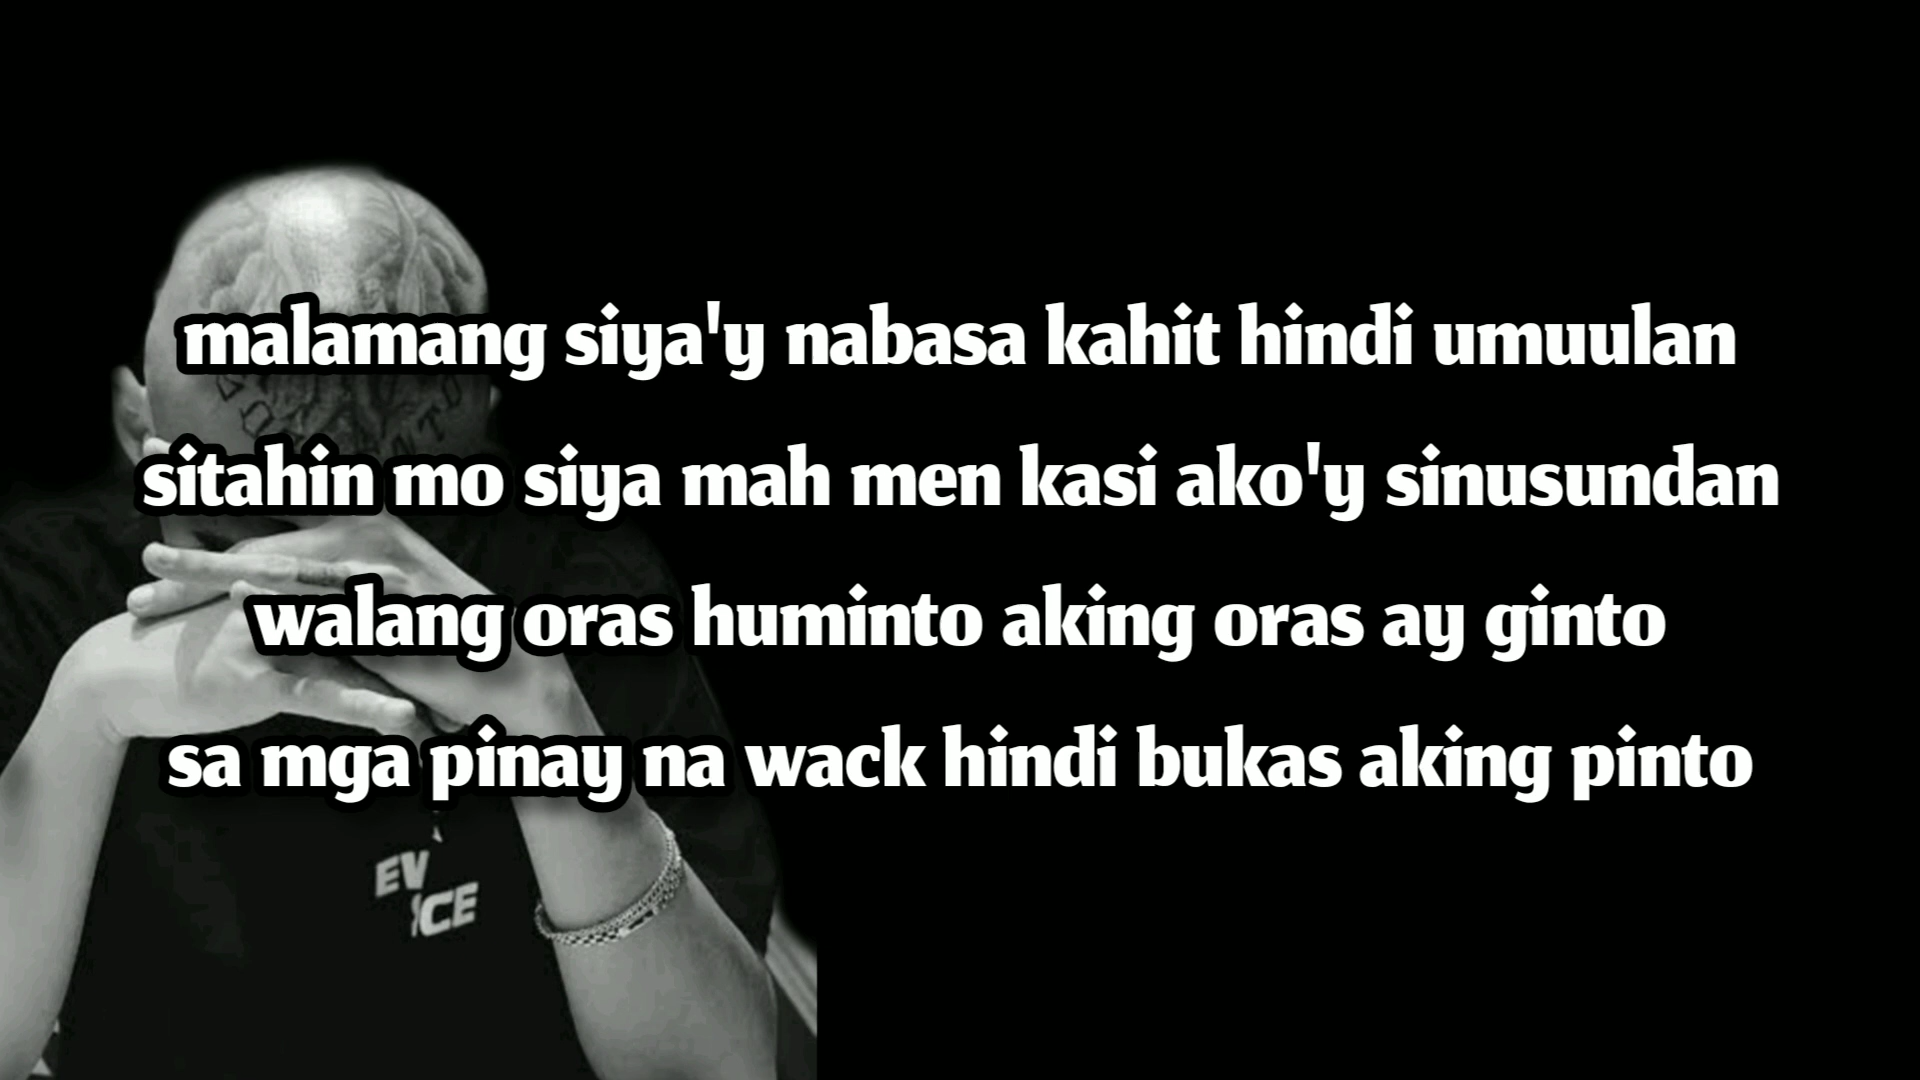 malamang siya'y nabasa kahit hindi umuulan
sitahin mo siya mah men kasi ako'y sinusundan
walang oras huminto aking oras ay ginto
sa mga pinay na wack hindi bukas aking pinto
EV